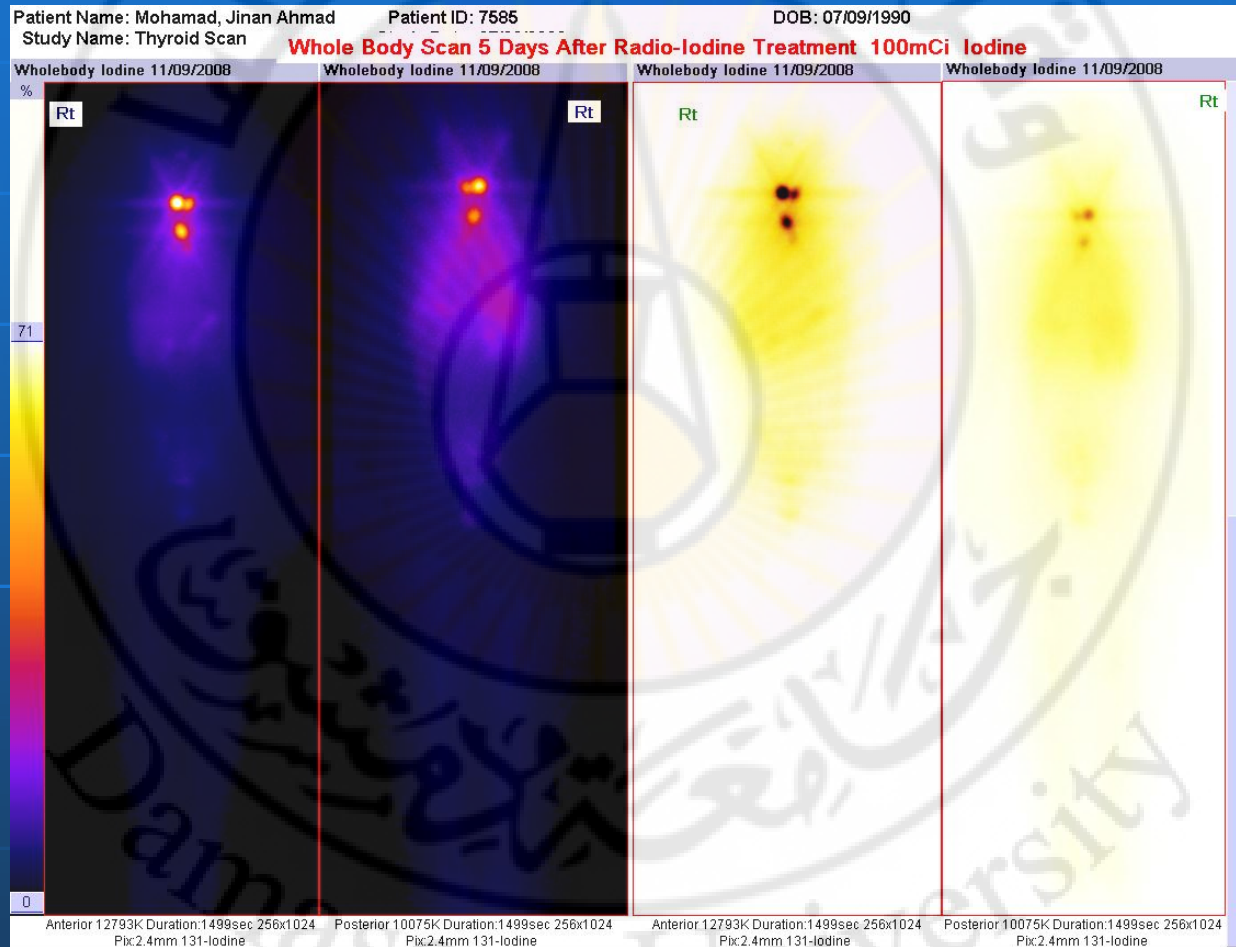 Patient Name: Mohamad, Jinan Ahmad Patient ID: 7585 DOB: 07/09/1990
Study Name: Thyroid Scan
Whole Body Scan 5 Days After Radio-Iodine Treatment 100mCi Iodine
Wholebody Iodine 11/09/2008 Wholebody Iodine 11/09/2008 Wholebody Iodine 11/09/2008 Wholebody Iodine 11/09/2008
%
Rt Rt Rt Rt
71
0
جامعة دمشق
Damascus University
Anterior 12793K Duration:1499sec 256x1024 Posterior 10075K Duration:1499sec 256x1024 Anterior 12793K Duration:1499sec 256x1024 Posterior 10075K Duration:1499sec 256x1024
Pix:2.4mm 131-Iodine Pix:2.4mm 131-Iodine Pix:2.4mm 131-Iodine Pix:2.4mm 131-Iodine